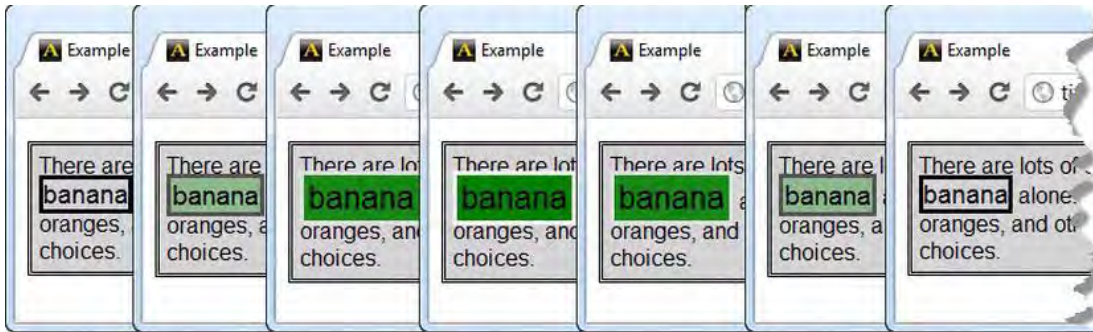 Example
There are
banana
oranges,
choices.
Example
There are
banana
oranges, a
choices.
Example
There are lot
banana
oranges, and
choices.
Example
There are lot
banana
oranges, and
choices.
Example
There are lots
banana a
oranges, and
choices.
Example
There are l
banana
oranges, a
choices.
Example
ti
There are lots of
banana alone.
oranges, and ot
choices.